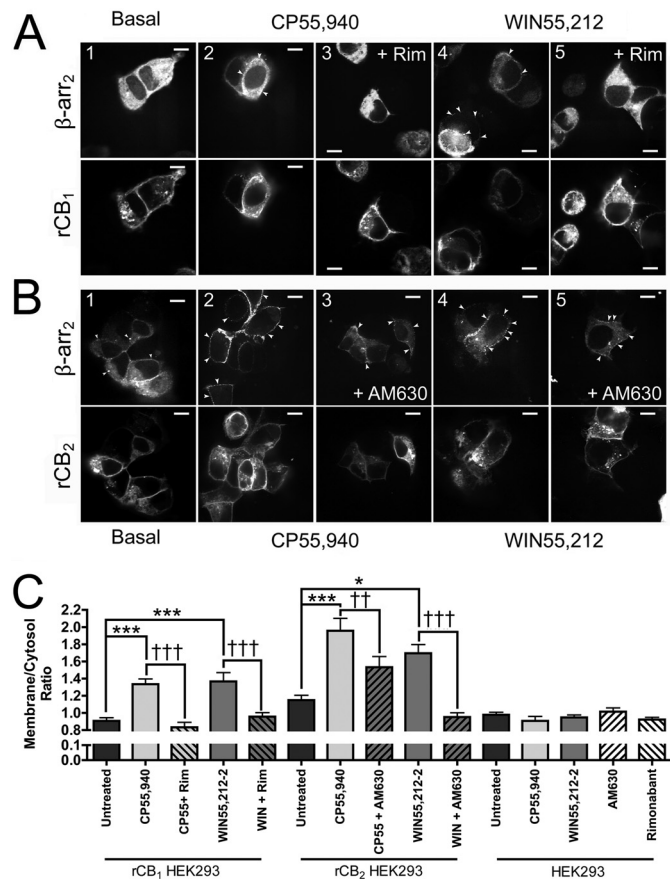 A
Basal CP55,940 WIN55,212
β-arr₂ 1 2 3 + Rim 4 5 + Rim
rCB₁
B
β-arr₂ 1 2 3 + AM630 4 5 + AM630
rCB₂
Basal CP55,940 WIN55,212
C
Membrane/Cytosol
Ratio
2.2
2.0
1.8
1.6
1.4
1.2
1.0
0.8
0.1
0.0
*** *** ††† ††† *** * †† †††
Untreated CP55,940 CP55+ Rim WIN55,212-2 WIN + Rim Untreated CP55,940 CP55 + AM630 WIN55,212-2 WIN + AM630 Untreated CP55,940 WIN55,212-2 AM630 Rimonabant
rCB₁ HEK293 rCB₂ HEK293 HEK293